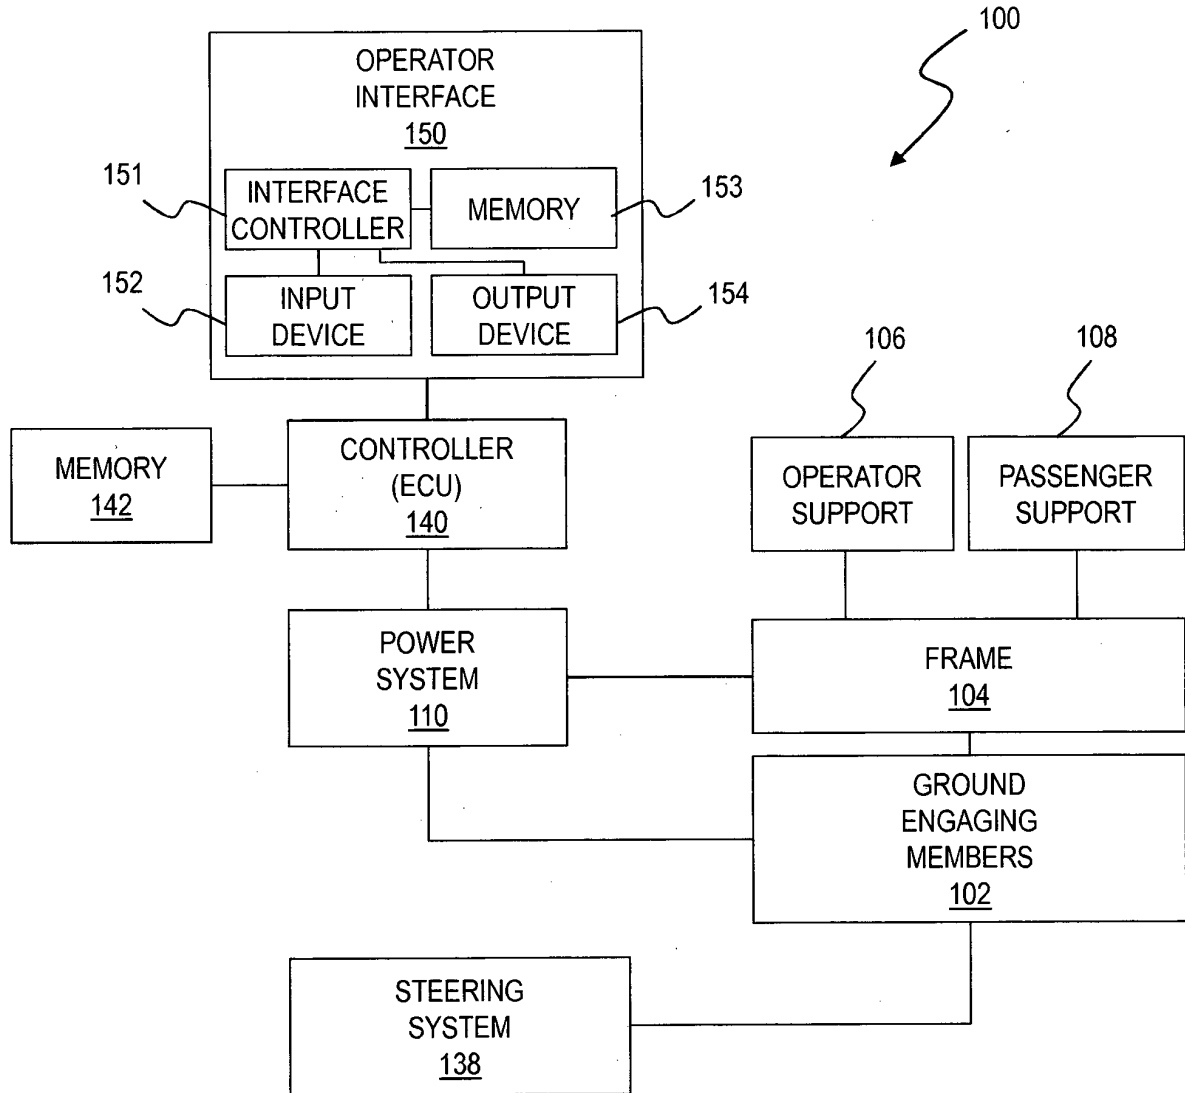 100
OPERATOR
INTERFACE
150
151
INTERFACE
CONTROLLER
MEMORY
153
152
INPUT
DEVICE
OUTPUT
DEVICE
154
106
108
MEMORY
142
CONTROLLER
(ECU)
140
OPERATOR
SUPPORT
PASSENGER
SUPPORT
POWER
SYSTEM
110
FRAME
104
GROUND
ENGAGING
MEMBERS
102
STEERING
SYSTEM
138